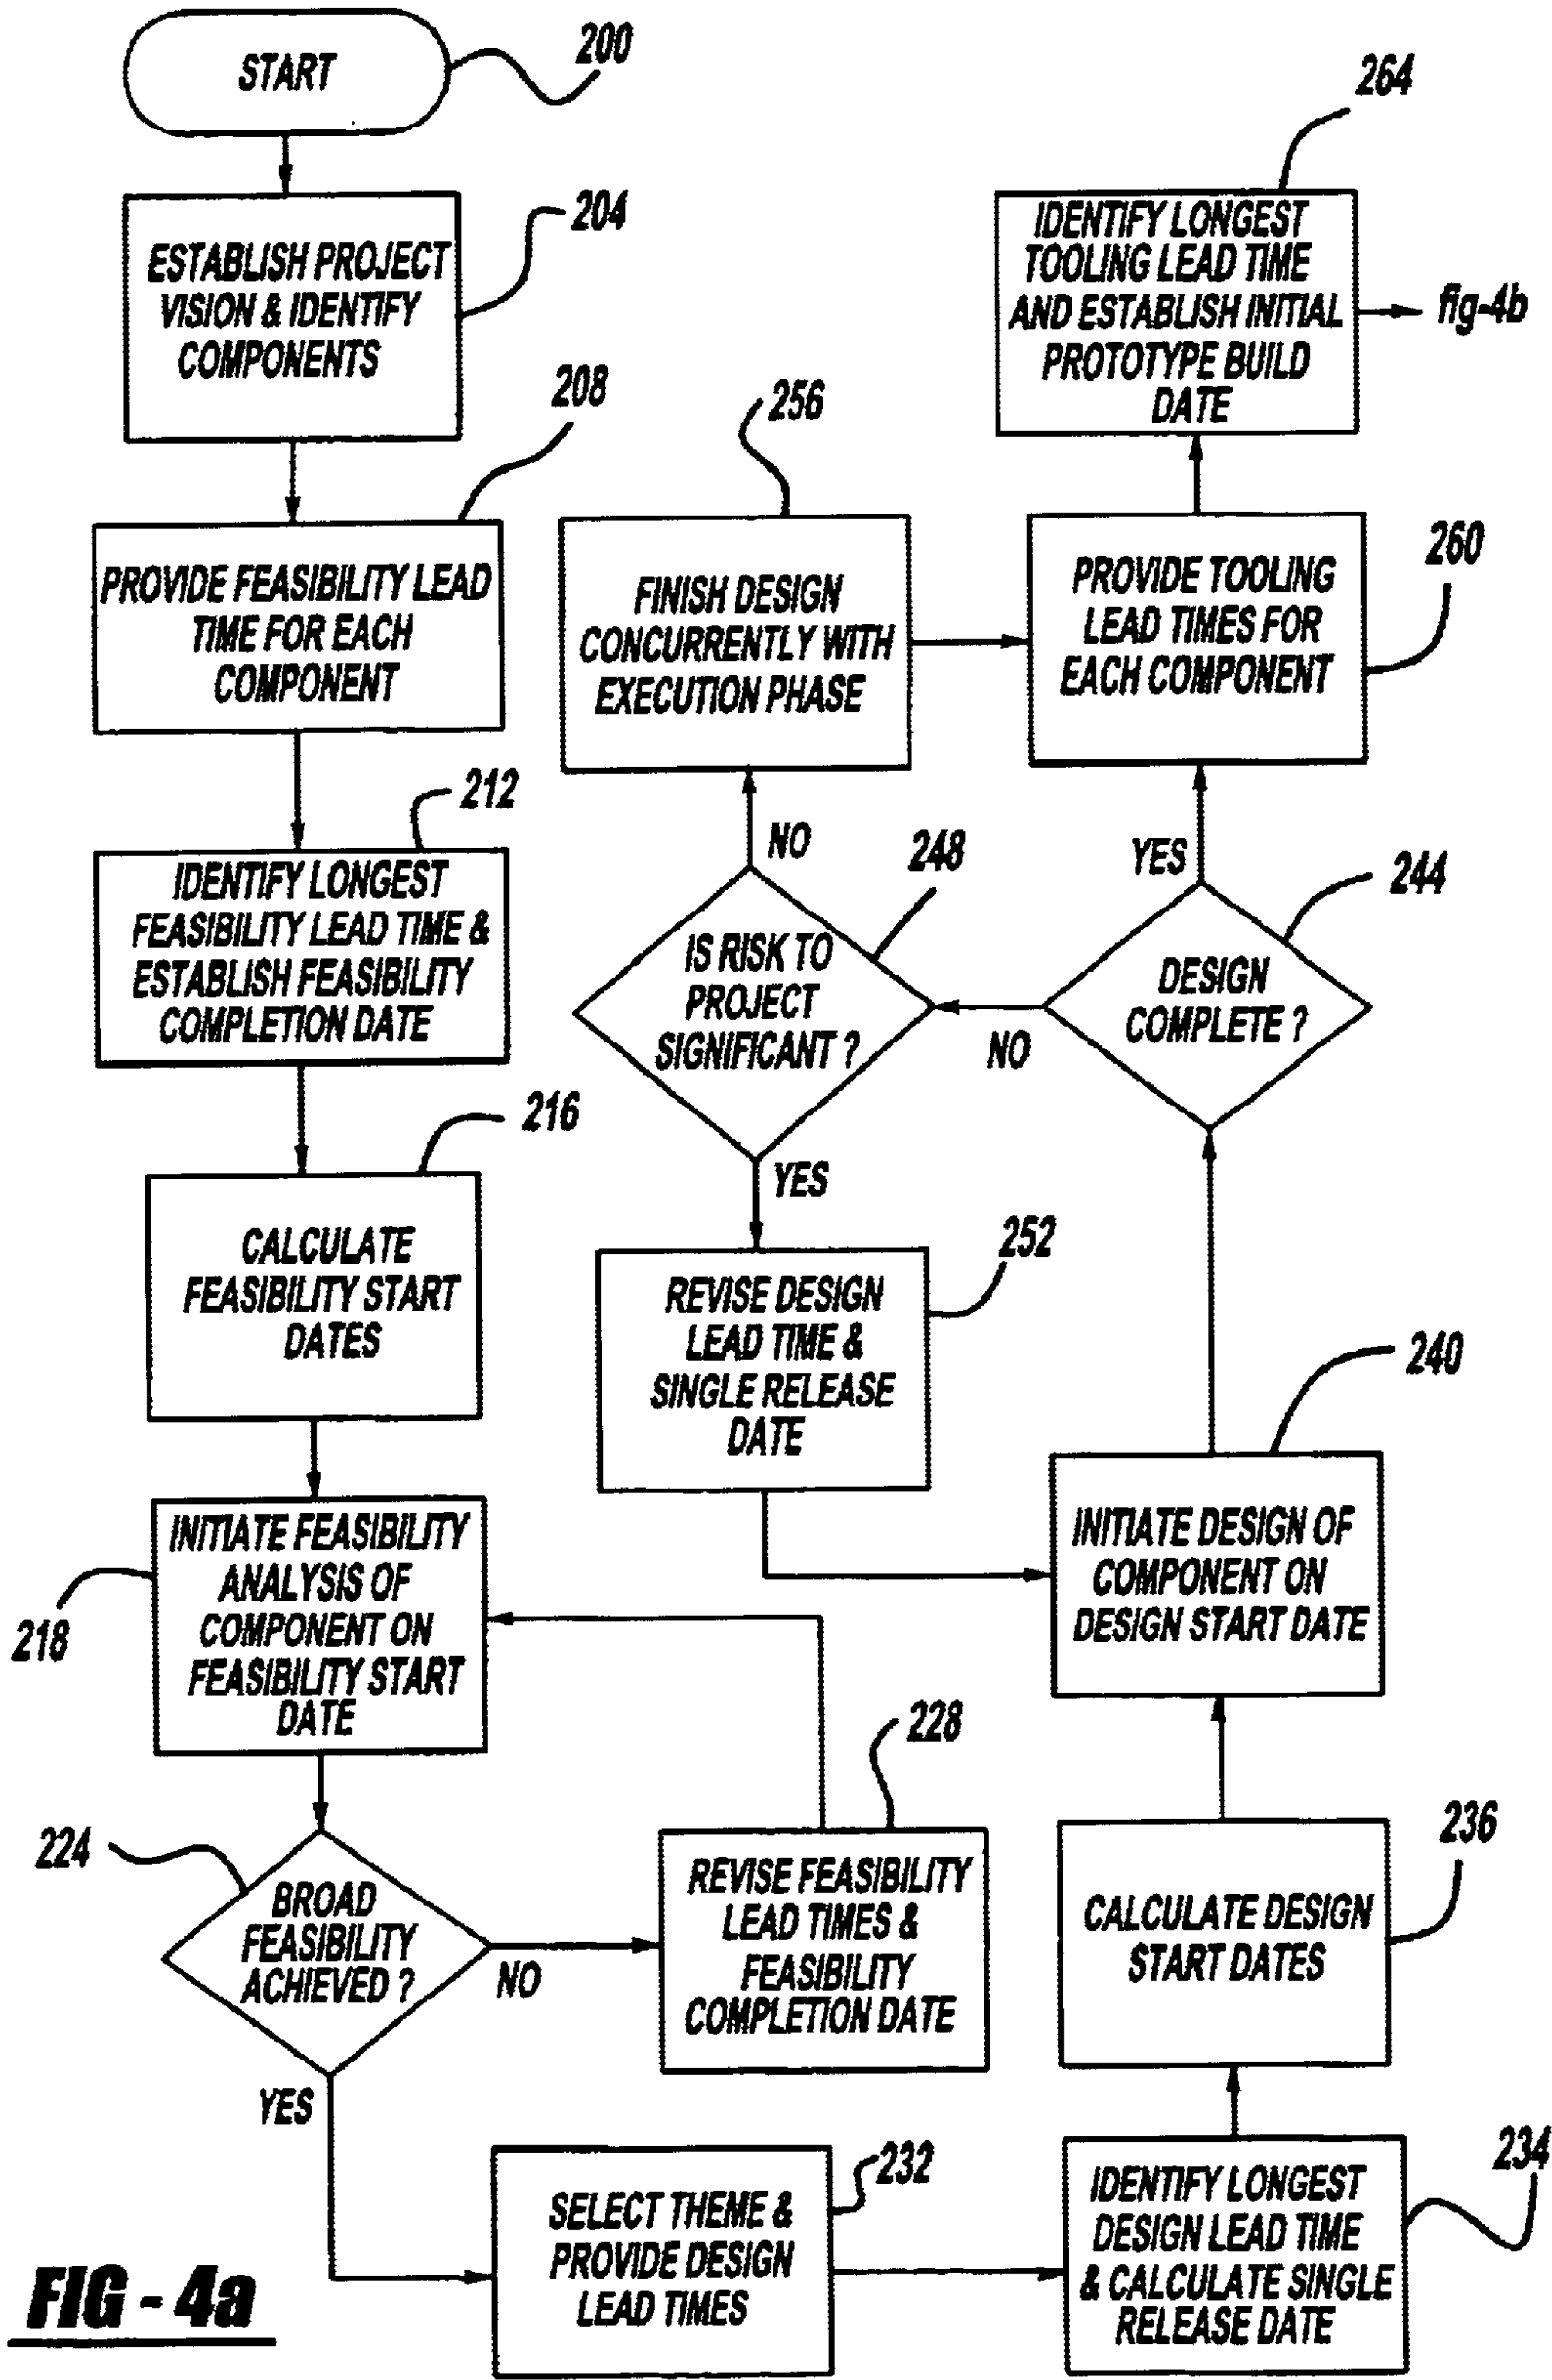 START
200
ESTABLISH PROJECT
VISION & IDENTIFY
COMPONENTS
204
PROVIDE FEASIBILITY LEAD
TIME FOR EACH
COMPONENT
208
IDENTIFY LONGEST
FEASIBILITY LEAD TIME &
ESTABLISH FEASIBILITY
COMPLETION DATE
212
CALCULATE
FEASIBILITY START
DATES
216
INITIATE FEASIBILITY
ANALYSIS OF
COMPONENT ON
FEASIBILITY START
DATE
218
BROAD
FEASIBILITY
ACHIEVED ?
224
NO
YES
REVISE FEASIBILITY
LEAD TIMES &
FEASIBILITY
COMPLETION DATE
228
SELECT THEME &
PROVIDE DESIGN
LEAD TIMES
232
IDENTIFY LONGEST
DESIGN LEAD TIME
& CALCULATE SINGLE
RELEASE DATE
234
CALCULATE DESIGN
START DATES
236
INITIATE DESIGN OF
COMPONENT ON
DESIGN START DATE
240
DESIGN
COMPLETE ?
244
YES
NO
IS RISK TO
PROJECT
SIGNIFICANT ?
248
NO
YES
REVISE DESIGN
LEAD TIME &
SINGLE RELEASE
DATE
252
FINISH DESIGN
CONCURRENTLY WITH
EXECUTION PHASE
256
PROVIDE TOOLING
LEAD TIMES FOR
EACH COMPONENT
260
IDENTIFY LONGEST
TOOLING LEAD TIME
AND ESTABLISH INITIAL
PROTOTYPE BUILD
DATE
264
fig-4b
FIG - 4a